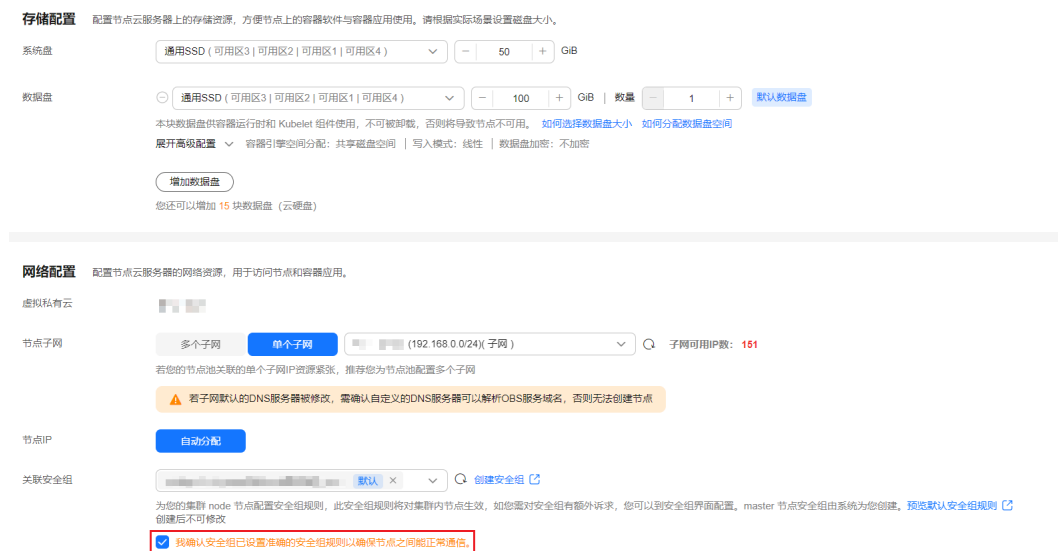 存储配置 配置节点云服务器上的存储资源，方便节点上的容器软件与容器应用使用。请根据实际场景设置磁盘大小。
系统盘 通用SSD ( 可用区3 | 可用区2 | 可用区1 | 可用区4 ) − 50 + GiB
数据盘 通用SSD ( 可用区3 | 可用区2 | 可用区1 | 可用区4 ) − 100 + GiB | 数量 − 1 + 默认数据盘
本块数据盘供容器运行时和 Kubelet 组件使用，不可被卸载，否则将导致节点不可用。 如何选择数据盘大小 如何分配数据盘空间
展开高级配置 容器引擎空间分配：共享磁盘空间 | 写入模式：线性 | 数据盘加密：不加密
增加数据盘
您还可以增加 15 块数据盘（云硬盘）
网络配置 配置节点云服务器的网络资源，用于访问节点和容器应用。
虚拟私有云
节点子网 多个子网 单个子网 (192.168.0.0/24)( 子网 ) 子网可用IP数： 151
若您的节点池关联的单个子网IP资源紧张，推荐您为节点池配置多个子网
若子网默认的DNS服务器被修改，需确认自定义的DNS服务器可以解析OBS服务域名，否则无法创建节点
节点IP 自动分配
关联安全组 默认 × 创建安全组
为您的集群 node 节点配置安全组规则，此安全组规则将对集群内节点生效，如您需对安全组有额外诉求，您可以到安全组界面配置。master 节点安全组由系统为您创建。预览默认安全组规则
创建后不可修改
我确认安全组已设置准确的安全组规则以确保节点之间能正常通信。